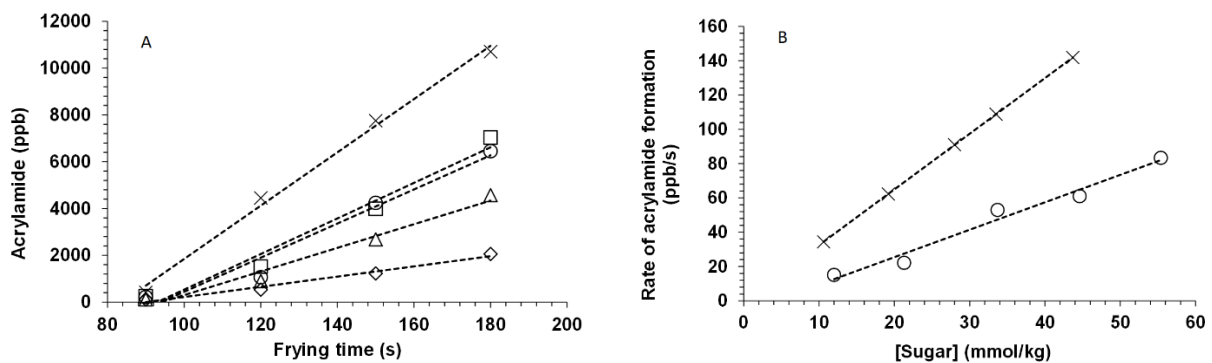 A
12000
10000
8000
6000
4000
2000
0
80 100 120 140 160 180 200
Acrylamide (ppb)
Frying time (s)
B
160
140
120
100
80
60
40
20
0
0 10 20 30 40 50 60
Rate of acrylamide formation
(ppb/s)
[Sugar] (mmol/kg)